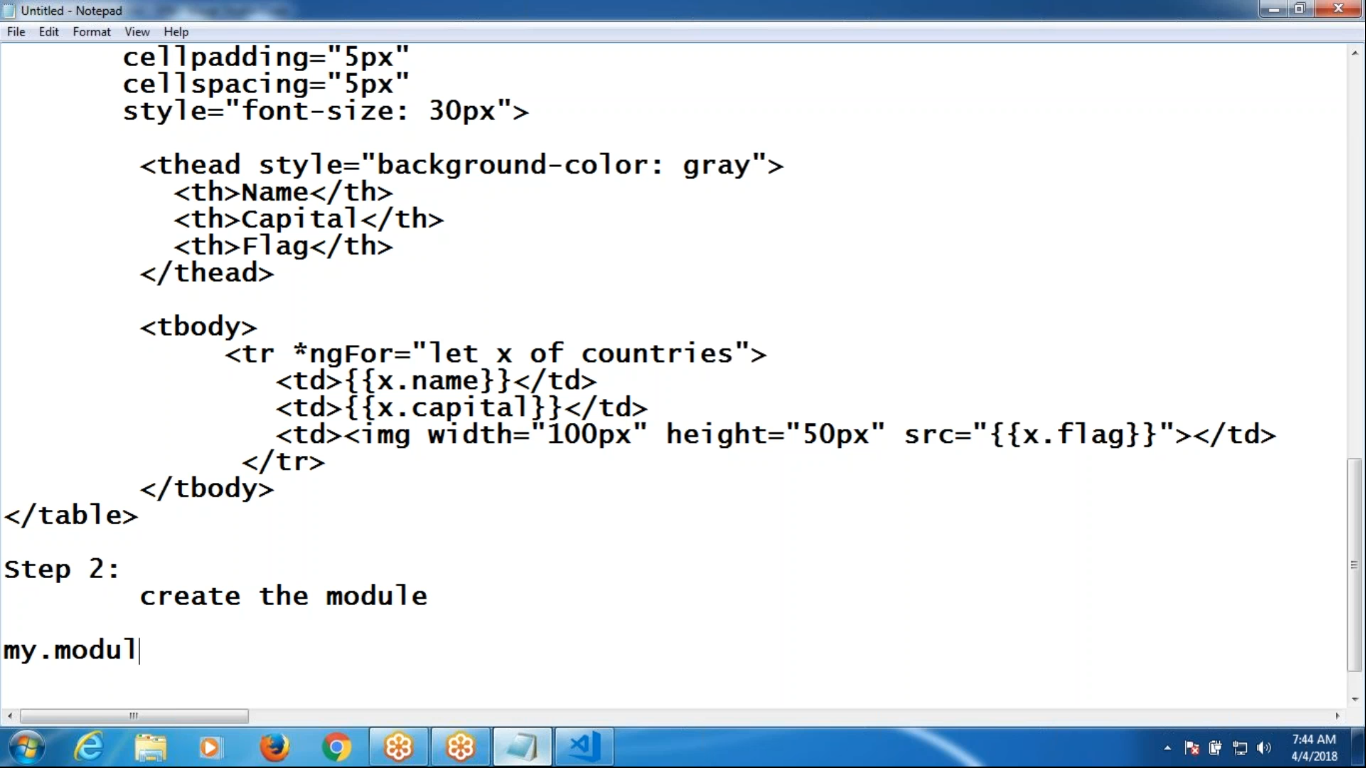 Untitled - Notepad
File Edit Format View Help
cellpadding="5px"
cellspacing="5px"
style="font-size: 30px">
<thead style="background-color: gray">
<th>Name</th>
<th>Capital</th>
<th>Flag</th>
</thead>
<tbody>
<tr *ngFor="let x of countries">
<td>{{x.name}}</td>
<td>{{x.capital}}</td>
<td><img width="100px" height="50px" src="{{x.flag}}"></td>
</tr>
</tbody>
</table>
Step 2:
create the module
my.modul
7:44 AM
4/4/2018